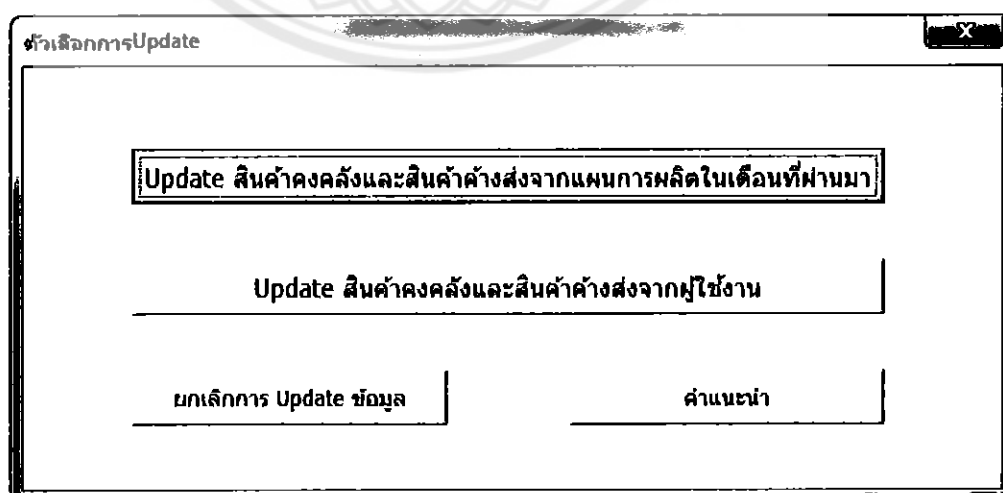 ตัวเลือกการUpdate
X
Update สินค้าคงคลังและสินค้าค้างส่งจากแผนการผลิตในเดือนที่ผ่านมา
Update สินค้าคงคลังและสินค้าค้างส่งจากผู้ใช้งาน
ยกเลิกการ Update ข้อมูล
คำแนะนำ